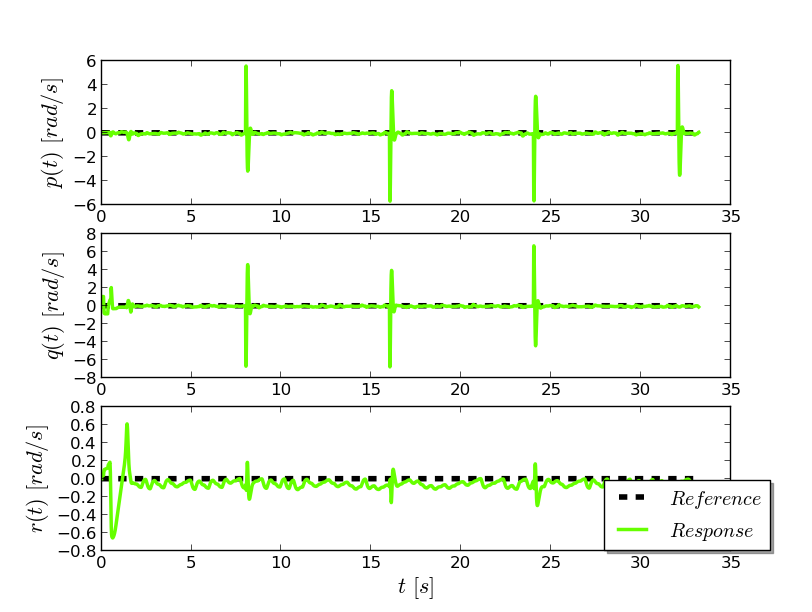 6
4
2
0
−2
−4
−6
p(t) [rad/s]
0 5 10 15 20 25 30 35
8
6
4
2
0
−2
−4
−6
−8
q(t) [rad/s]
0 5 10 15 20 25 30 35
0.8
0.6
0.4
0.2
0.0
−0.2
−0.4
−0.6
−0.8
r(t) [rad/s]
Reference
Response
0 5 10 15 20 25 30 35
t [s]